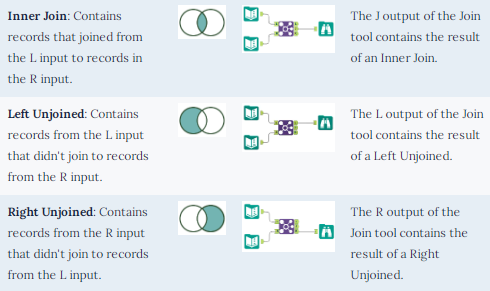 Inner Join: Contains
records that joined from
the L input to records in
the R input.
The J output of the Join
tool contains the result
of an Inner Join.
Left Unjoined: Contains
records from the L input
that didn't join to records
from the R input.
The L output of the Join
tool contains the result
of a Left Unjoined.
Right Unjoined: Contains
records from the R input
that didn't join to records
from the L input.
The R output of the
Join tool contains the
result of a Right
Unjoined.